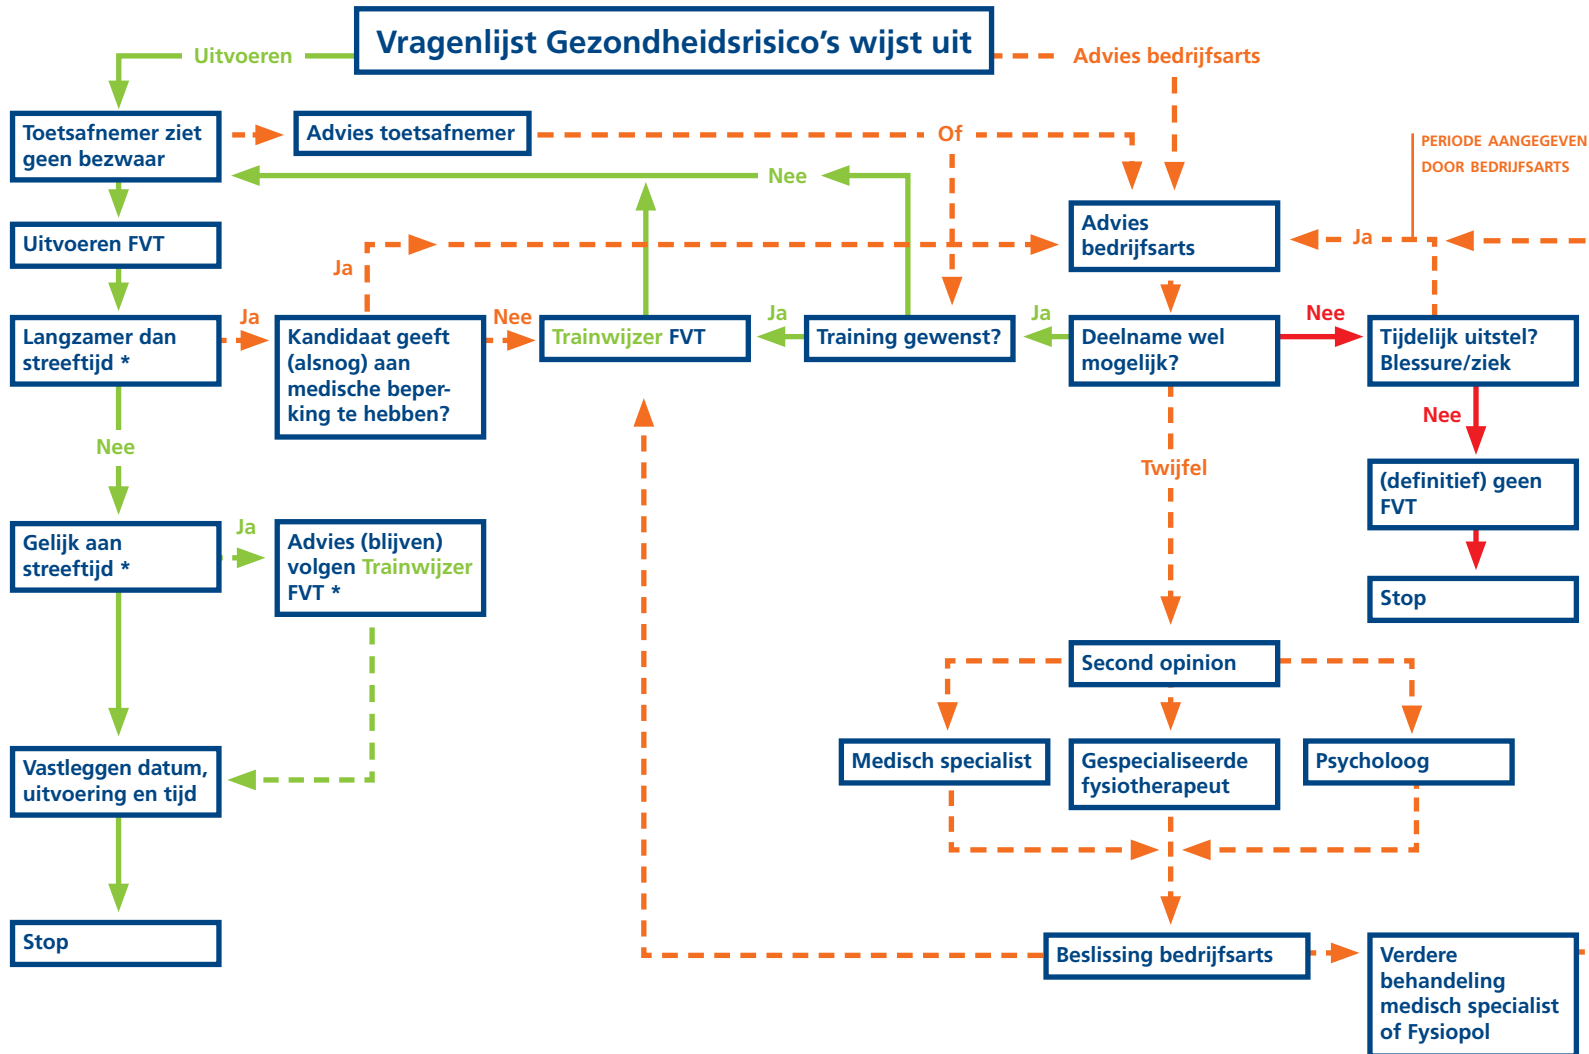 Vragenlijst Gezondheidsrisico's wijst uit
Uitvoeren
Advies bedrijfsarts
Toetsafnemer ziet
geen bezwaar
Advies toetsafnemer
Of
PERIODE AANGEGEVEN
DOOR BEDRIJFSARTS
Nee
Uitvoeren FVT
Advies
bedrijfsarts
Ja
Ja
Langzamer dan
streeftijd *
Ja
Kandidaat geeft
(alsnog) aan
medische beper-
king te hebben?
Nee
Trainwijzer FVT
Ja
Training gewenst?
Ja
Deelname wel
mogelijk?
Nee
Tijdelijk uitstel?
Blessure/ziek
Nee
Nee
Twijfel
(definitief) geen
FVT
Gelijk aan
streeftijd *
Ja
Advies (blijven)
volgen Trainwijzer
FVT *
Stop
Second opinion
Vastleggen datum,
uitvoering en tijd
Medisch specialist
Gespecialiseerde
fysiotherapeut
Psycholoog
Stop
Beslissing bedrijfsarts
Verdere
behandeling
medisch specialist
of Fysiopol